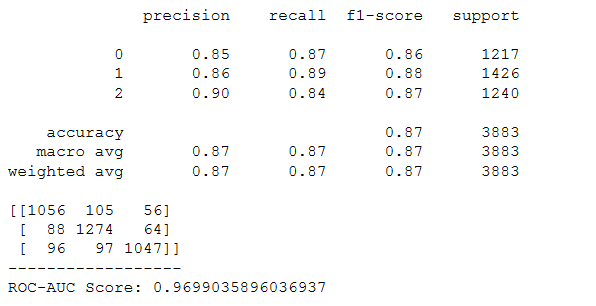 precision recall f1-score support
0 0.85 0.87 0.86 1217
1 0.86 0.89 0.88 1426
2 0.90 0.84 0.87 1240
accuracy 0.87 3883
macro avg 0.87 0.87 0.87 3883
weighted avg 0.87 0.87 0.87 3883
[[1056 105 56]
[ 88 1274 64]
[ 96 97 1047]]
------------------
ROC-AUC Score: 0.9699035896036937